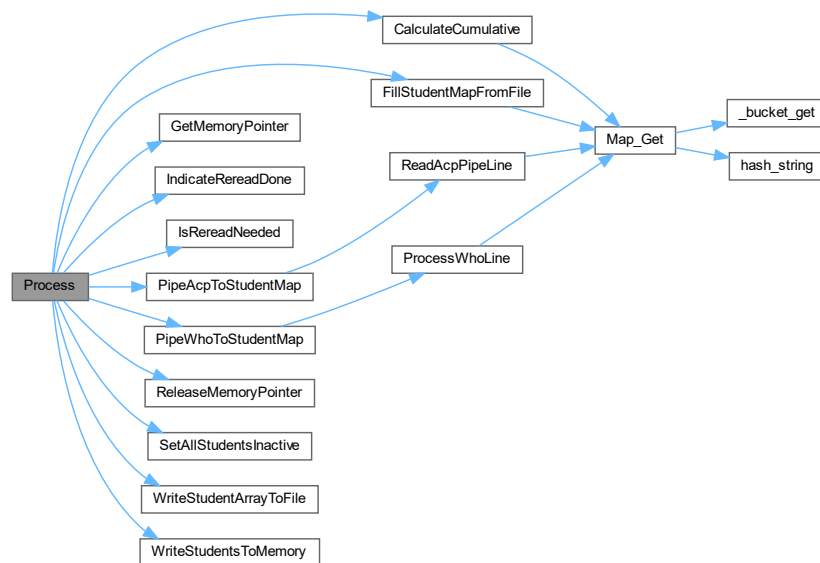 CalculateCumulative
FillStudentMapFromFile
_bucket_get
GetMemoryPointer
Map_Get
ReadAcpPipeLine
hash_string
IndicateRereadDone
IsRereadNeeded
ProcessWhoLine
Process
PipeAcpToStudentMap
PipeWhoToStudentMap
ReleaseMemoryPointer
SetAllStudentsInactive
WriteStudentArrayToFile
WriteStudentsToMemory